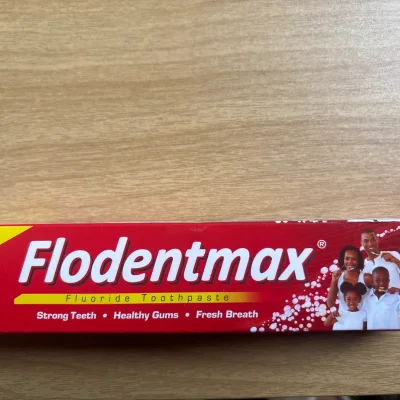 Flodentmax®
Fluoride Toothpaste
Strong Teeth • Healthy Gums • Fresh Breath